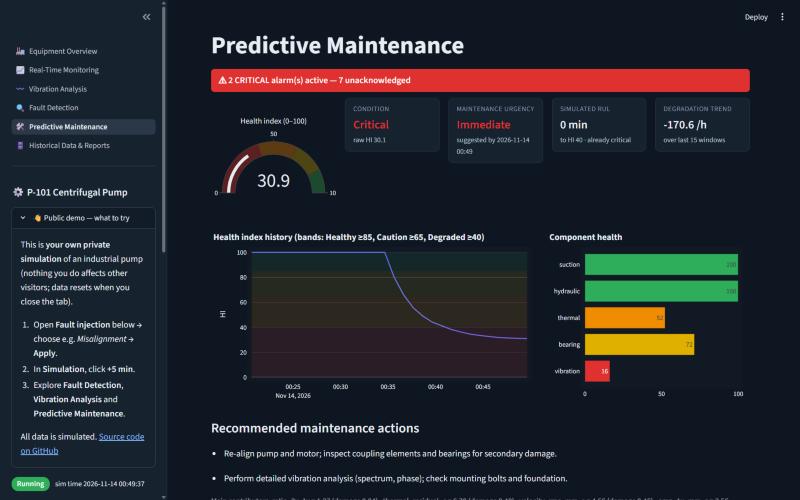 Deploy
Equipment Overview
Real-Time Monitoring
Vibration Analysis
Fault Detection
Predictive Maintenance
Historical Data & Reports
P-101 Centrifugal Pump
Public demo — what to try
This is your own private
simulation of an industrial pump
(nothing you do affects other
visitors; data resets when you
close the tab).
1. Open Fault injection below →
choose e.g. Misalignment →
Apply.
2. In Simulation, click +5 min.
3. Explore Fault Detection,
Vibration Analysis and
Predictive Maintenance.
All data is simulated. Source code
on GitHub
Running sim time 2026-11-14 00:49:37
Predictive Maintenance
2 CRITICAL alarm(s) active — 7 unacknowledged
Health index (0–100)
50
30.9
0
10
CONDITION
Critical
raw HI 30.1
MAINTENANCE URGENCY
Immediate
suggested by 2026-11-14
00:49
SIMULATED RUL
0 min
to HI 40 · already critical
DEGRADATION TREND
-170.6 /h
over last 15 windows
Health index history (bands: Healthy ≥85, Caution ≥65, Degraded ≥40)
HI
100
80
60
40
20
0
00:25 00:30 00:35 00:40 00:45
Nov 14, 2026
Component health
suction 100
hydraulic 100
thermal 52
bearing 72
vibration 16
0 50 100
Recommended maintenance actions
• Re-align pump and motor; inspect coupling elements and bearings for secondary damage.
• Perform detailed vibration analysis (spectrum, phase); check mounting bolts and foundation.